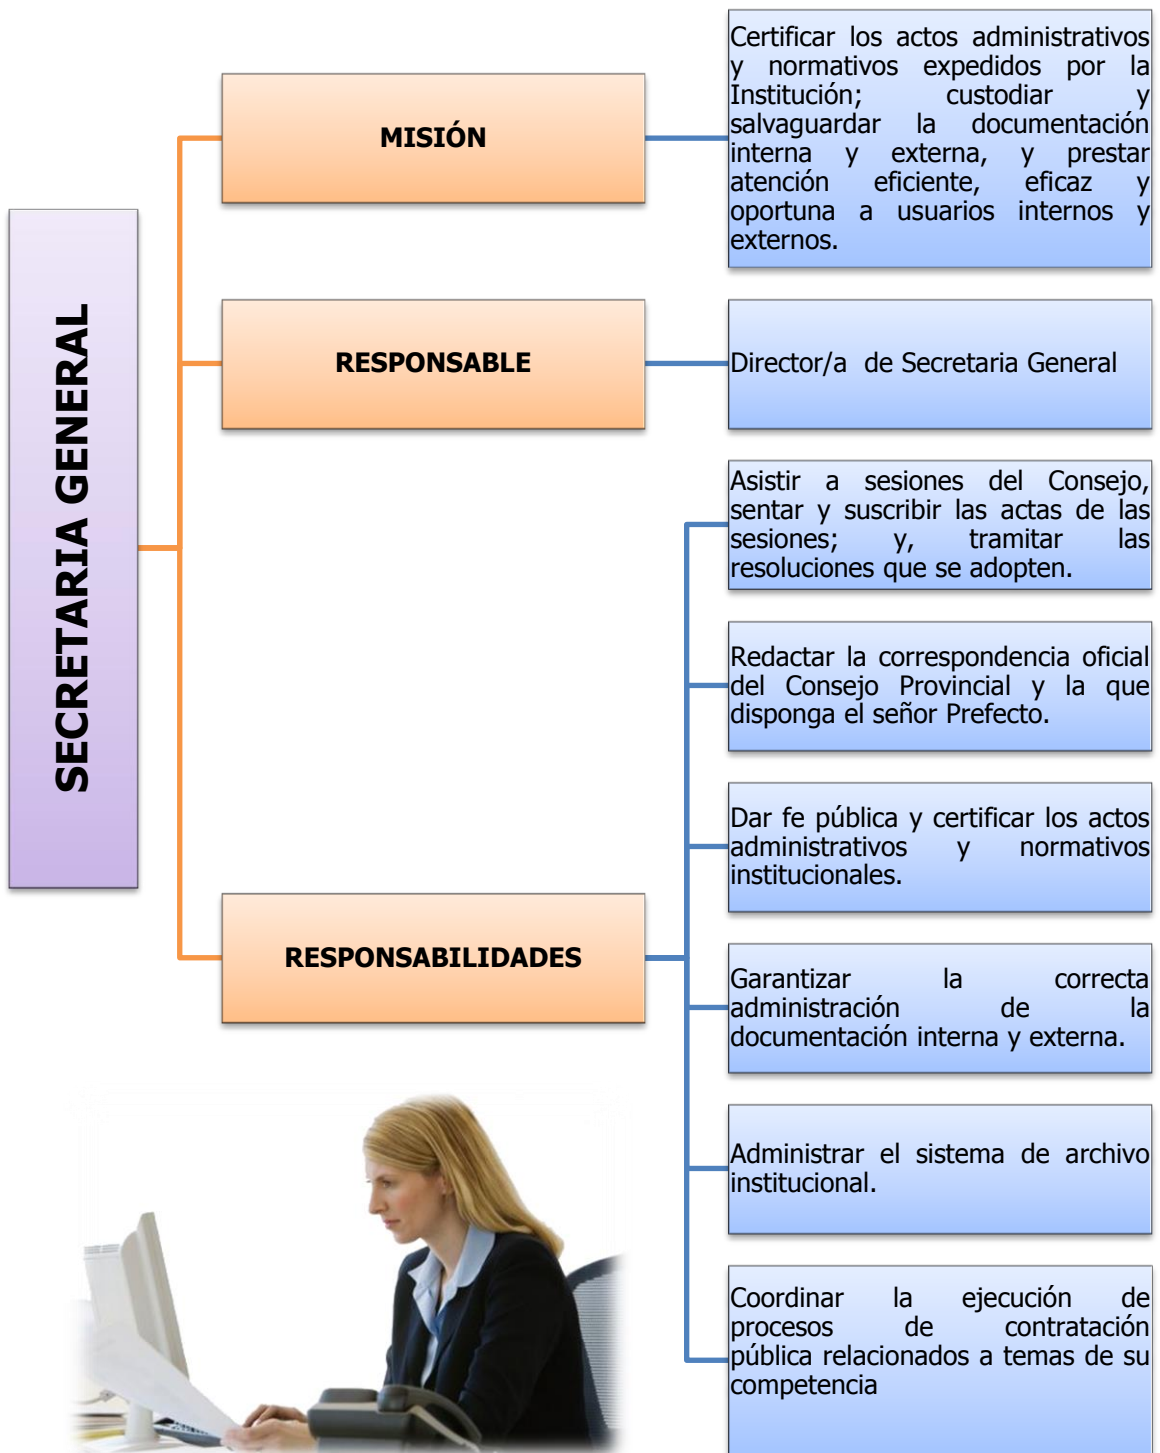 SECRETARIA GENERAL
MISIÓN
Certificar los actos administrativos
y normativos expedidos por la
Institución; custodiar y
salvaguardar la documentación
interna y externa, y prestar
atención eficiente, eficaz y
oportuna a usuarios internos y
externos.
RESPONSABLE
Director/a de Secretaria General
RESPONSABILIDADES
Asistir a sesiones del Consejo,
sentar y suscribir las actas de las
sesiones; y, tramitar las
resoluciones que se adopten.
Redactar la correspondencia oficial
del Consejo Provincial y la que
disponga el señor Prefecto.
Dar fe pública y certificar los actos
administrativos y normativos
institucionales.
Garantizar la correcta
administración de la
documentación interna y externa.
Administrar el sistema de archivo
institucional.
Coordinar la ejecución de
procesos de contratación
pública relacionados a temas de su
competencia